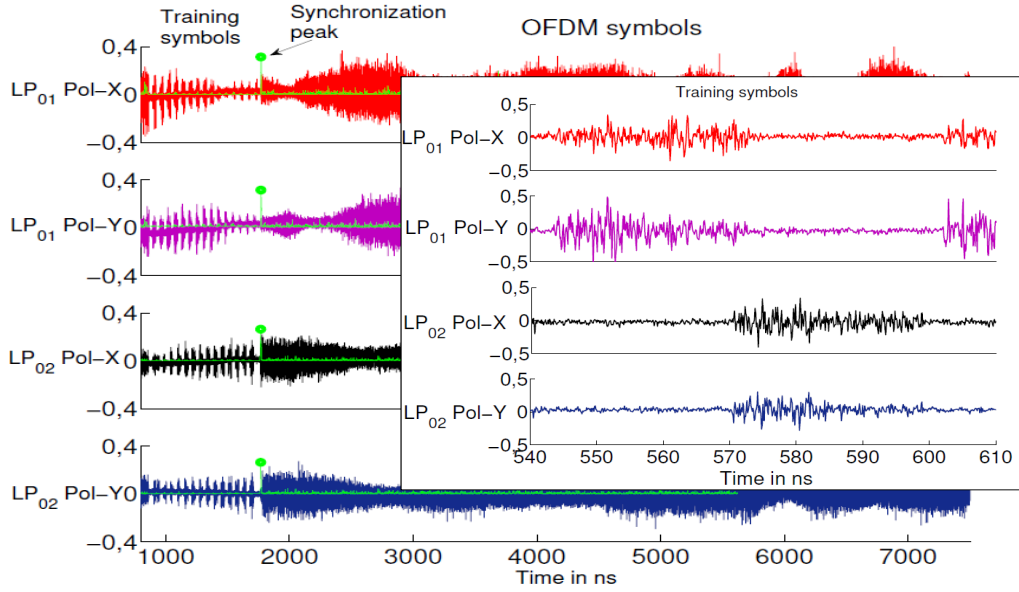 Training symbols
Synchronization peak
OFDM symbols
0,4
LP01 Pol−X 0
−0,4
0,4
LP01 Pol−Y 0
−0,4
0,4
LP02 Pol−X 0
−0,4
0,4
LP02 Pol−Y0
−0,4
1000 2000 3000 4000 5000 6000 7000
Time in ns
Training symbols
0,5
LP01 Pol−X 0
−0,5
0,5
LP01 Pol−Y 0
−0,5
0,5
LP02 Pol−X 0
−0,5
0,5
LP02 Pol−Y 0
−0,5
540 550 560 570 580 590 600 610
Time in ns